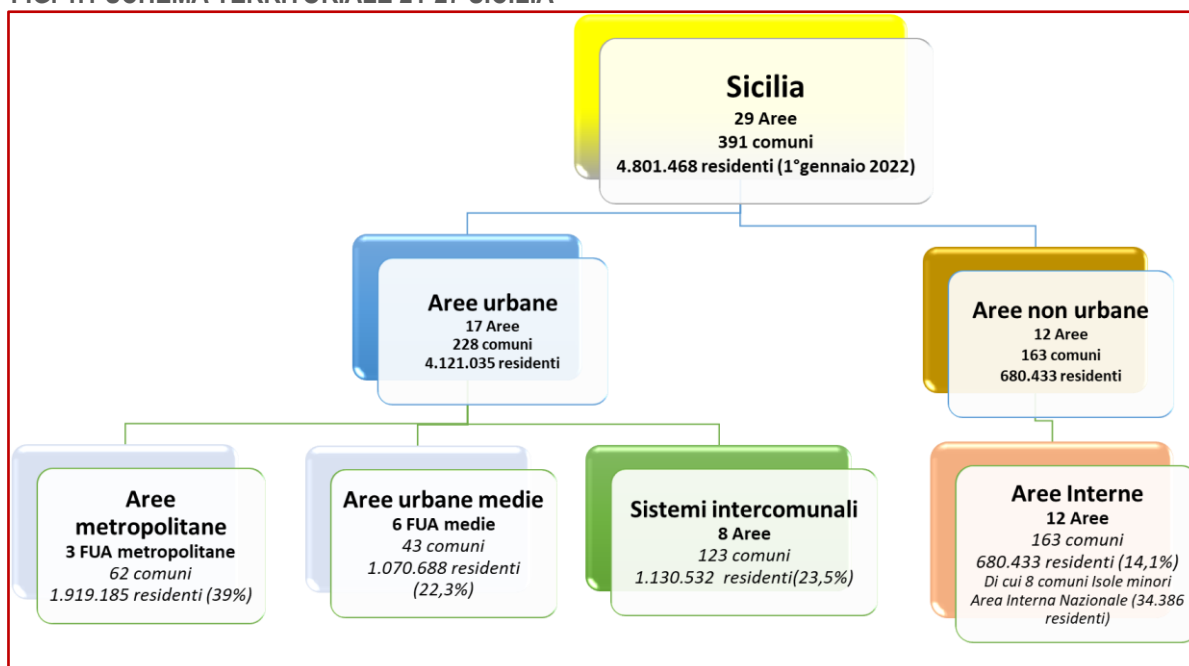 Sicilia
29 Aree
391 comuni
4.801.468 residenti (1°gennaio 2022)
Aree urbane
17 Aree
228 comuni
4.121.035 residenti
Aree non urbane
12 Aree
163 comuni
680.433 residenti
Aree
metropolitane
3 FUA metropolitane
62 comuni
1.919.185 residenti (39%)
Aree urbane medie
6 FUA medie
43 comuni
1.070.688 residenti
(22,3%)
Sistemi intercomunali
8 Aree
123 comuni
1.130.532 residenti(23,5%)
Aree Interne
12 Aree
163 comuni
680.433 residenti (14,1%)
Di cui 8 comuni Isole minori
Area Interna Nazionale (34.386
residenti)